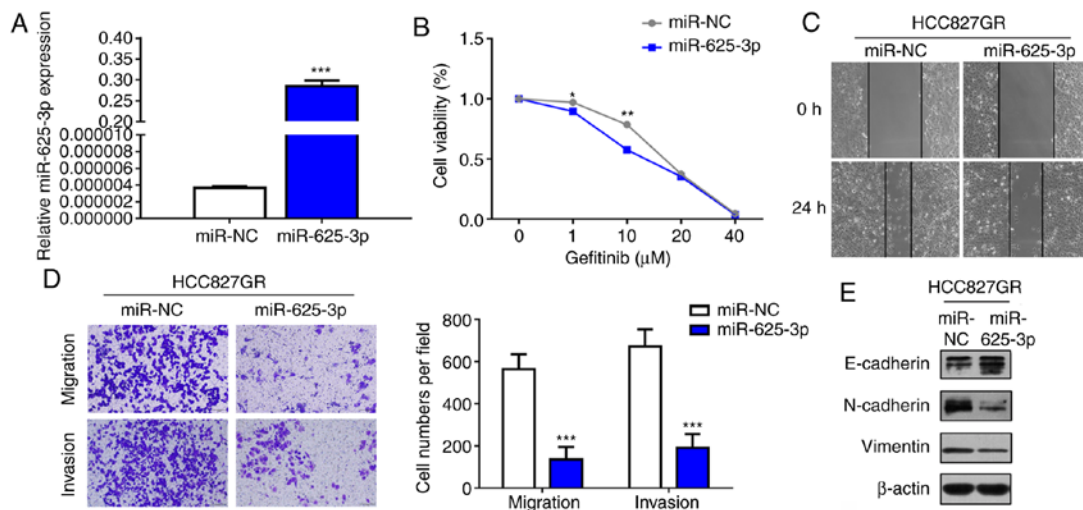 A
Relative miR-625-3p expression
0.40
0.35
0.30
0.25
0.20
0.15
0.10
0.000010
0.000008
0.000006
0.000004
0.000002
0.000000
***
miR-NC
miR-625-3p
B
miR-NC
miR-625-3p
Cell viability (%)
1.5
1.0
0.5
0.0
*
**
0 1 10 20 40
Gefitinib (μM)
C
HCC827GR
miR-NC miR-625-3p
0 h
24 h
D
HCC827GR
miR-NC miR-625-3p
Migration
Invasion
miR-NC
miR-625-3p
Cell numbers per field
800
600
400
200
0
***
***
Migration Invasion
E
HCC827GR
miR- miR-
NC 625-3p
E-cadherin
N-cadherin
Vimentin
β-actin